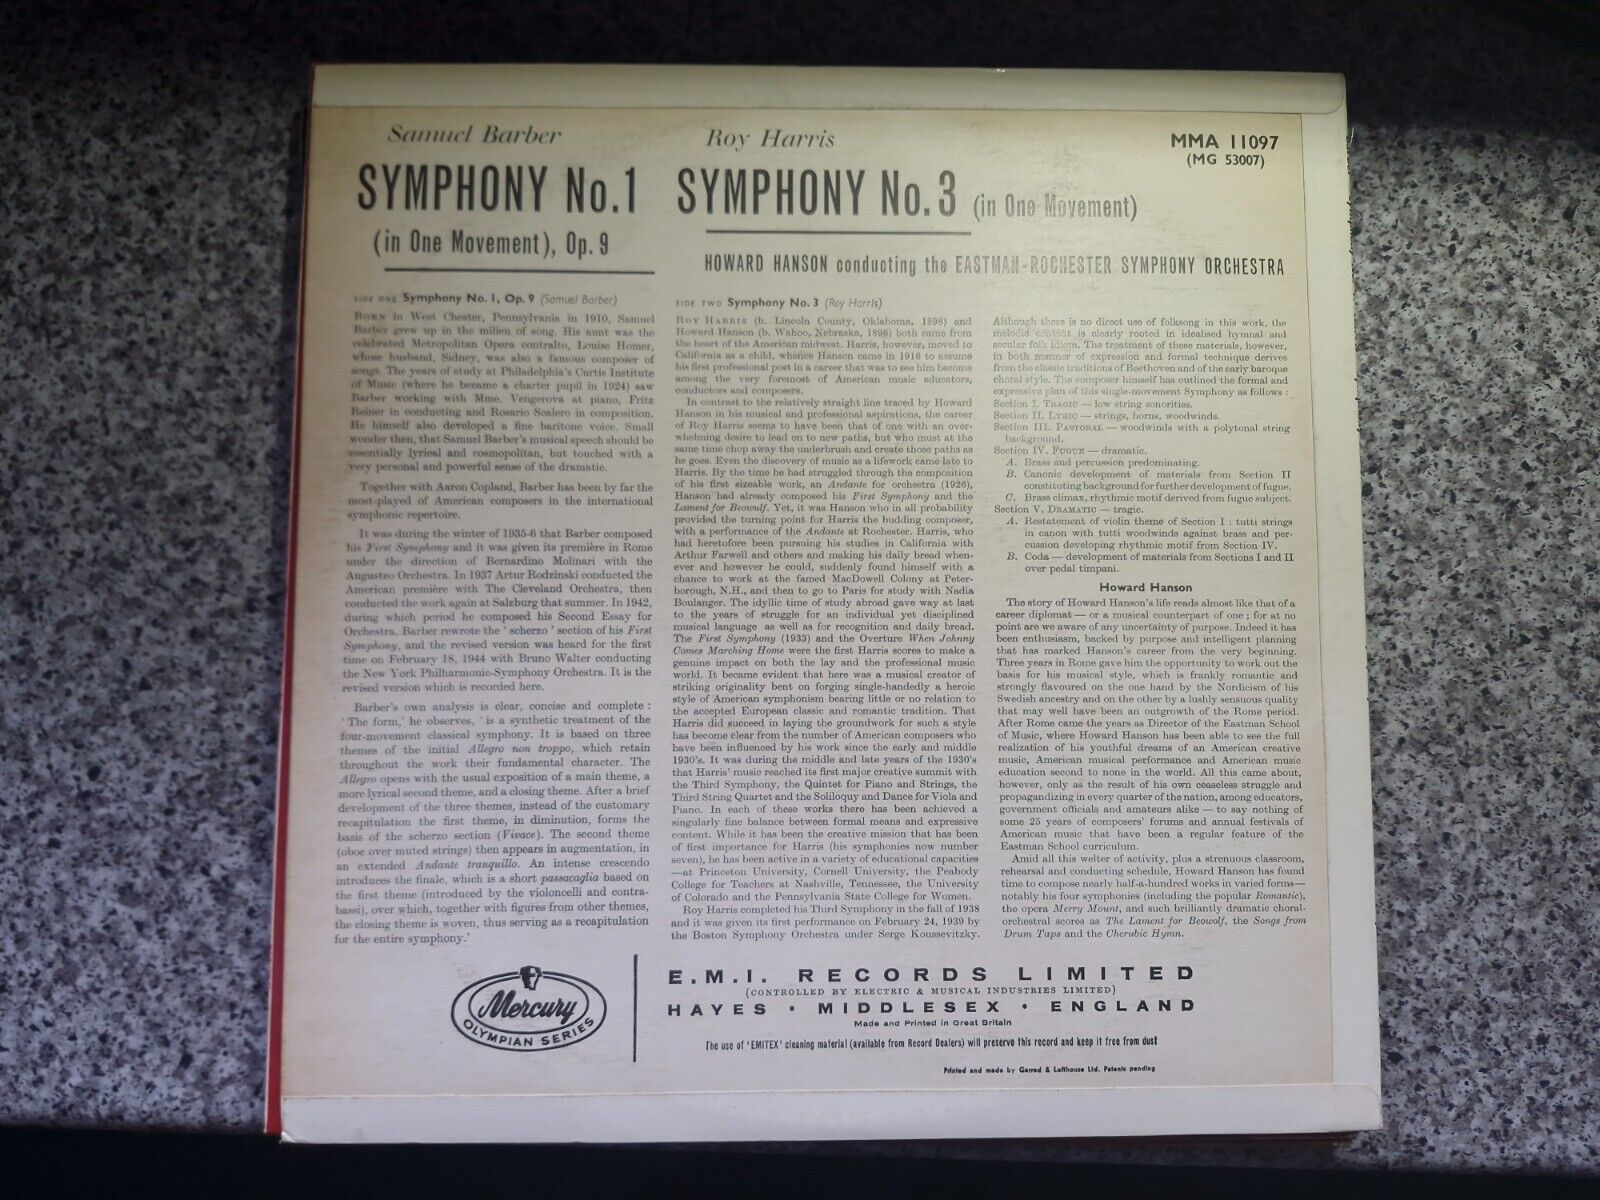 Samuel Barber
SYMPHONY No. 1
(in One Movement), Op. 9
Roy Harris
SYMPHONY No. 3 (in One Movement)
MMA 11097
(MG 53007)
HOWARD HANSON conducting the EASTMAN-ROCHESTER SYMPHONY ORCHESTRA
SIDE ONE Symphony No. 1, Op. 9 (Samuel Barber)
BORN in West Chester, Pennsylvania in 1910, Samuel
Barber grew up in the milieu of song. His aunt was the
celebrated Metropolitan Opera contralto, Louise Homer,
whose husband, Sidney, was also a famous composer of
songs. The years of study at Philadelphia's Curtis Institute
of Music (where he became a charter pupil in 1924) saw
Barber working with Mme. Vengerova at piano, Fritz
Reiner in conducting and Rosario Scalero in composition.
He himself also developed a fine baritone voice. Small
wonder then, that Samuel Barber's musical speech should be
essentially lyrical and cosmopolitan, but touched with a
very personal and powerful sense of the dramatic.
Together with Aaron Copland, Barber has been by far the
most-played of American composers in the international
symphonic repertoire.
It was during the winter of 1935-6 that Barber composed
his First Symphony and it was given its première in Rome
under the direction of Bernardino Molinari with the
Augusteo Orchestra. In 1937 Artur Rodzinski conducted the
American première with The Cleveland Orchestra, then
conducted the work again at Salzburg that summer. In 1942,
during which period he composed his Second Essay for
Orchestra, Barber rewrote the ' scherzo ' section of his First
Symphony, and the revised version was heard for the first
time on February 18, 1944 with Bruno Walter conducting
the New York Philharmonic-Symphony Orchestra. It is the
revised version which is recorded here.
Barber's own analysis is clear, concise and complete :
' The form,' he observes, ' is a synthetic treatment of the
four-movement classical symphony. It is based on three
themes of the initial Allegro non troppo, which retain
throughout the work their fundamental character. The
Allegro opens with the usual exposition of a main theme, a
more lyrical second theme, and a closing theme. After a brief
development of the three themes, instead of the customary
recapitulation the first theme, in diminution, forms the
basis of the scherzo section (Vivace). The second theme
(oboe over muted strings) then appears in augmentation, in
an extended Andante tranquillo. An intense crescendo
introduces the finale, which is a short passacaglia based on
the first theme (introduced by the violoncelli and contra-
bassi), over which, together with figures from other themes,
the closing theme is woven, thus serving as a recapitulation
for the entire symphony.'
SIDE TWO Symphony No. 3 (Roy Harris)
ROY HARRIS (b. Lincoln County, Oklahoma, 1898) and
Howard Hanson (b. Wahoo, Nebraska, 1896) both came from
the heart of the American midwest. Harris, however, moved to
California as a child, whence Hanson came in 1916 to assume
his first professional post in a career that was to see him become
among the very foremost of American music educators,
conductors and composers.
In contrast to the relatively straight line traced by Howard
Hanson in his musical and professional aspirations, the career
of Roy Harris seems to have been that of one with an over-
whelming desire to lead on to new paths, but who must at the
same time chop away the underbrush and create those paths as
he goes. Even the discovery of music as a lifework came late to
Harris. By the time he had struggled through the composition
of his first sizeable work, an Andante for orchestra (1926),
Hanson had already composed his First Symphony and the
Lament for Beowulf. Yet, it was Hanson who in all probability
provided the turning point for Harris the budding composer,
with a performance of the Andante at Rochester. Harris, who
had heretofore been pursuing his studies in California with
Arthur Farwell and others and making his daily bread when-
ever and however he could, suddenly found himself with a
chance to work at the famed MacDowell Colony at Peter-
borough, N.H., and then to go to Paris for study with Nadia
Boulanger. The idyllic time of study abroad gave way at last
to the years of struggle for an individual yet disciplined
musical language as well as for recognition and daily bread.
The First Symphony (1933) and the Overture When Johnny
Comes Marching Home were the first Harris scores to make a
genuine impact on both the lay and the professional music
world. It became evident that here was a musical creator of
striking originality bent on forging single-handedly a heroic
style of American symphonism bearing little or no relation to
the accepted European classic and romantic tradition. That
Harris did succeed in laying the groundwork for such a style
has become clear from the number of American composers who
have been influenced by his work since the early and middle
1930's. It was during the middle and late years of the 1930's
that Harris' music reached its first major creative summit with
the Third Symphony, the Quintet for Piano and Strings, the
Third String Quartet and the Soliloquy and Dance for Viola and
Piano. In each of these works there has been achieved a
singularly fine balance between formal means and expressive
content. While it has been the creative mission that has been
of first importance for Harris (his symphonies now number
seven), he has been active in a variety of educational capacities
—at Princeton University, Cornell University, the Peabody
College for Teachers at Nashville, Tennessee, the University
of Colorado and the Pennsylvania State College for Women.
Roy Harris completed his Third Symphony in the fall of 1938
and it was given its first performance on February 24, 1939 by
the Boston Symphony Orchestra under Serge Koussevitzky.
Although there is no direct use of folksong in this work, the
melodic content is clearly rooted in idealised hymnal and
secular folk idiom. The treatment of these materials, however,
in both manner of expression and formal technique derives
from the classic traditions of Beethoven and of the early baroque
choral style. The composer himself has outlined the formal and
expressive plan of this single-movement Symphony as follows :
Section I. TRAGIC — low string sonorities.
Section II. LYRIC — strings, horns, woodwinds.
Section III. PASTORAL — woodwinds with a polytonal string
background.
Section IV. FUGUE — dramatic.
A. Brass and percussion predominating.
B. Canonic development of materials from Section II
constituting background for further development of fugue.
C. Brass climax, rhythmic motif derived from fugue subject.
Section V. DRAMATIC — tragic.
A. Restatement of violin theme of Section I : tutti strings
in canon with tutti woodwinds against brass and per-
cussion developing rhythmic motif from Section IV.
B. Coda — development of materials from Sections I and II
over pedal timpani.
Howard Hanson
The story of Howard Hanson's life reads almost like that of a
career diplomat — or a musical counterpart of one ; for at no
point are we aware of any uncertainty of purpose. Indeed it has
been enthusiasm, backed by purpose and intelligent planning
that has marked Hanson's career from the very beginning.
Three years in Rome gave him the opportunity to work out the
basis for his musical style, which is frankly romantic and
strongly flavoured on the one hand by the Nordicism of his
Swedish ancestry and on the other by a lushly sensuous quality
that may well have been an outgrowth of the Rome period.
After Rome came the years as Director of the Eastman School
of Music, where Howard Hanson has been able to see the full
realization of his youthful dreams of an American creative
music, American musical performance and American music
education second to none in the world. All this came about,
however, only as the result of his own ceaseless struggle and
propagandizing in every quarter of the nation, among educators,
government officials and amateurs alike — to say nothing of
some 25 years of composers' forums and annual festivals of
American music that have been a regular feature of the
Eastman School curriculum.
Amid all this welter of activity, plus a strenuous classroom,
rehearsal and conducting schedule, Howard Hanson has found
time to compose nearly half-a-hundred works in varied forms—
notably his four symphonies (including the popular Romantic),
the opera Merry Mount, and such brilliantly dramatic choral-
orchestral scores as The Lament for Beowolf, the Songs from
Drum Taps and the Cherubic Hymn.
Mercury
OLYMPIAN SERIES
E.M.I. RECORDS LIMITED
(CONTROLLED BY ELECTRIC & MUSICAL INDUSTRIES LIMITED)
HAYES • MIDDLESEX • ENGLAND
Made and Printed in Great Britain
The use of 'EMITEX' cleaning material (available from Record Dealers) will preserve this record and keep it free from dust
Printed and made by Garrod & Lofthouse Ltd. Patents pending